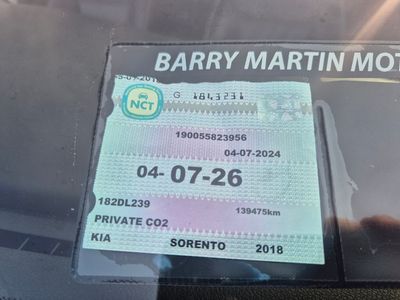 BARRY MARTIN MOT
NCT
G 1843231
190055823956
04-07-2024
04-07-26
182DL239
139475km
PRIVATE CO2
KIA SORENTO 2018